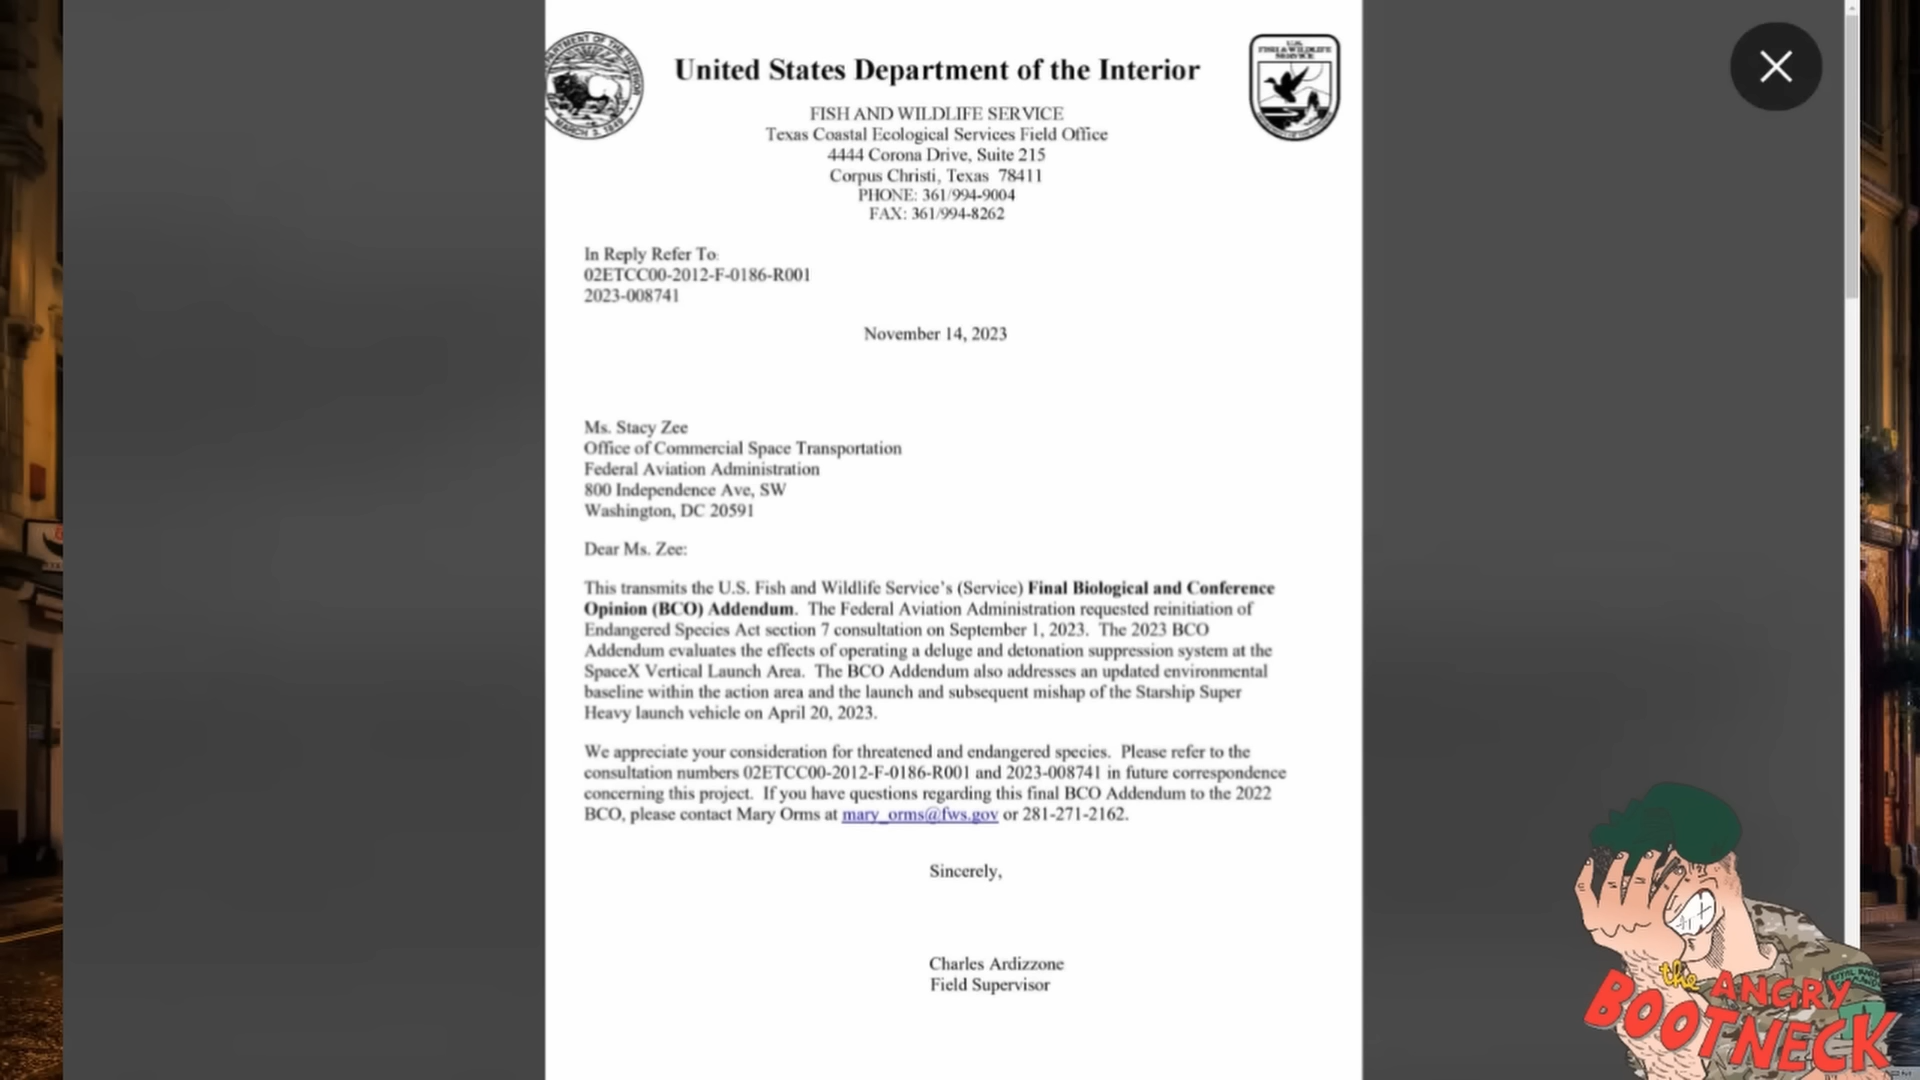 United States Department of the Interior
FISH AND WILDLIFE SERVICE
Texas Coastal Ecological Services Field Office
4444 Corona Drive, Suite 215
Corpus Christi, Texas 78411
PHONE: 361/994-9004
FAX: 361/994-8262
DEPARTMENT OF THE INTERIOR
MARCH 3, 1849
U.S.
FISH & WILDLIFE
SERVICE
In Reply Refer To:
02ETCC00-2012-F-0186-R001
2023-008741
November 14, 2023
Ms. Stacy Zee
Office of Commercial Space Transportation
Federal Aviation Administration
800 Independence Ave, SW
Washington, DC 20591
Dear Ms. Zee:
This transmits the U.S. Fish and Wildlife Service's (Service) Final Biological and Conference
Opinion (BCO) Addendum. The Federal Aviation Administration requested reinitiation of
Endangered Species Act section 7 consultation on September 1, 2023. The 2023 BCO
Addendum evaluates the effects of operating a deluge and detonation suppression system at the
SpaceX Vertical Launch Area. The BCO Addendum also addresses an updated environmental
baseline within the action area and the launch and subsequent mishap of the Starship Super
Heavy launch vehicle on April 20, 2023.
We appreciate your consideration for threatened and endangered species. Please refer to the
consultation numbers 02ETCC00-2012-F-0186-R001 and 2023-008741 in future correspondence
concerning this project. If you have questions regarding this final BCO Addendum to the 2022
BCO, please contact Mary Orms at mary_orms@fws.gov or 281-271-2162.
Sincerely,
Charles Ardizzone
Field Supervisor
the ANGRY
BOOTNECK